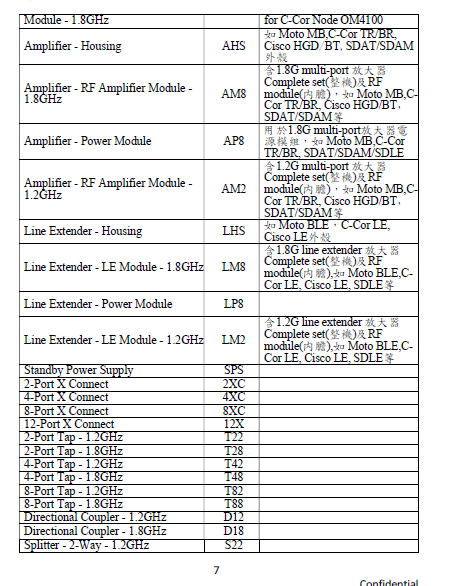 Module - 1.8GHz for C-Cor Node OM4100
Amplifier - Housing AHS 如 Moto MB,C-Cor TR/BR,
Cisco HGD/BT, SDAT/SDAM
外殼
Amplifier - RF Amplifier Module -
1.8GHz
AM8
含1.8G multi-port 放大器
Complete set(整機)及RF
module(內膽)，如 Moto MB,C-
Cor TR/BR, Cisco HGD/BT，
SDAT/SDAM等
Amplifier - Power Module AP8 用於1.8G multi-port放大器電
源模組，如 Moto MB,C-Cor
TR/BR, SDAT/SDAM/SDLE
Amplifier - RF Amplifier Module -
1.2GHz
AM2
含1.2G multi-port 放大器
Complete set(整機)及RF
module(內膽)，如 Moto MB,C-
Cor TR/BR, Cisco HGD/BT，
SDAT/SDAM等
Line Extender - Housing LHS 如 Moto BLE，C-Cor LE,
Cisco LE外殼
Line Extender - LE Module - 1.8GHz LM8 含1.8G line extender 放大器
Complete set(整機)及RF
module(內膽),如 Moto BLE,C-
Cor LE, Cisco LE, SDLE等
Line Extender - Power Module LP8
Line Extender - LE Module - 1.2GHz LM2 含1.2G line extender 放大器
Complete set(整機)及RF
module(內膽),如 Moto BLE,C-
Cor LE, Cisco LE, SDLE等
Standby Power Supply SPS
2-Port X Connect 2XC
4-Port X Connect 4XC
8-Port X Connect 8XC
12-Port X Connect 12X
2-Port Tap - 1.2GHz T22
2-Port Tap - 1.8GHz T28
4-Port Tap - 1.2GHz T42
4-Port Tap - 1.8GHz T48
8-Port Tap - 1.2GHz T82
8-Port Tap - 1.8GHz T88
Directional Coupler - 1.2GHz D12
Directional Coupler - 1.8GHz D18
Splitter - 2-Way - 1.2GHz S22
7
Confidential